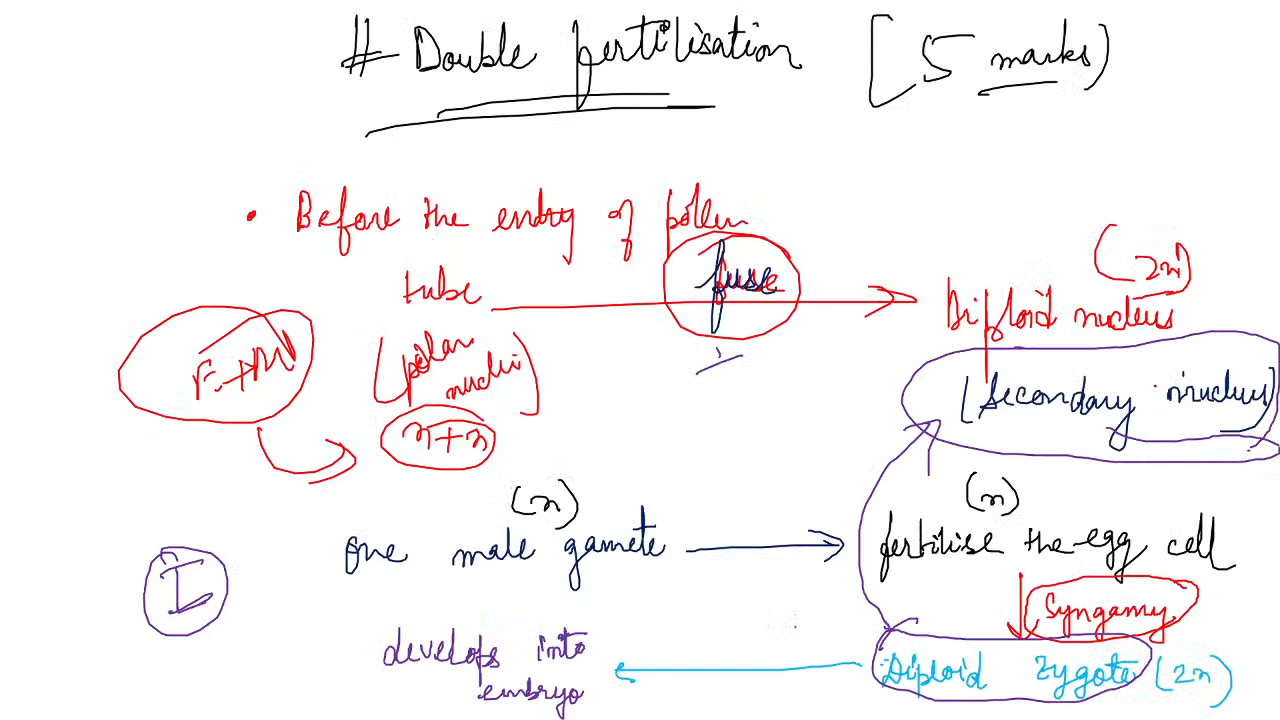 # Double fertilisation [5 marks)
• Before the entry of pollen
tube fuse Diploid nucleus (2n)
(polar nuclei) [Secondary nucleus]
n+n
(n) (n)
I one male gamete fertilise the egg cell
Syngamy
develops into embryo Diploid Zygote (2n)